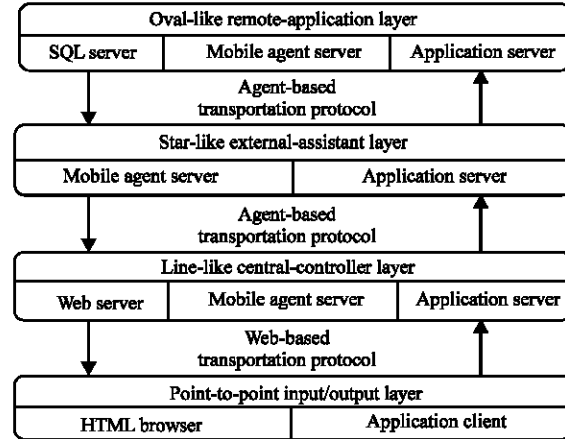 Oval-like remote-application layer
SQL server Mobile agent server Application server
Agent-based
transportation protocol
Star-like external-assistant layer
Mobile agent server Application server
Agent-based
transportation protocol
Line-like central-controller layer
Web server Mobile agent server Application server
Web-based
transportation protocol
Point-to-point input/output layer
HTML browser Application client